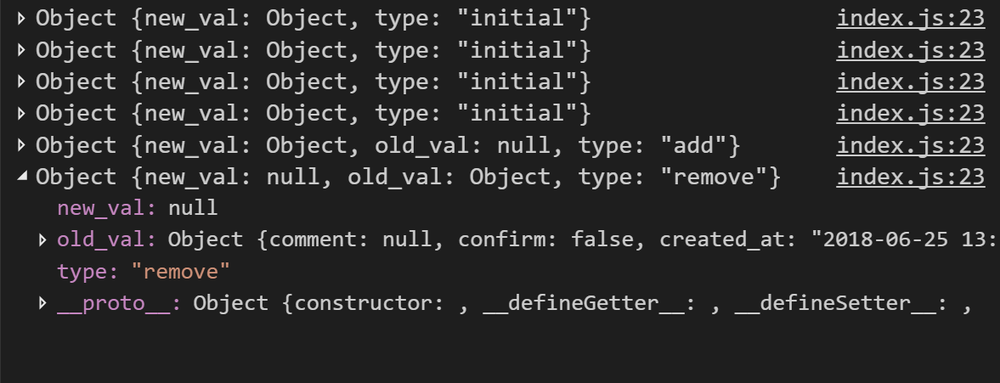 Object {new_val: Object, type: "initial"} index.js:23
Object {new_val: Object, type: "initial"} index.js:23
Object {new_val: Object, type: "initial"} index.js:23
Object {new_val: Object, type: "initial"} index.js:23
Object {new_val: Object, old_val: null, type: "add"} index.js:23
Object {new_val: null, old_val: Object, type: "remove"} index.js:23
new_val: null
old_val: Object {comment: null, confirm: false, created_at: "2018-06-25 13:
type: "remove"
__proto__: Object {constructor: , __defineGetter__: , __defineSetter__: ,